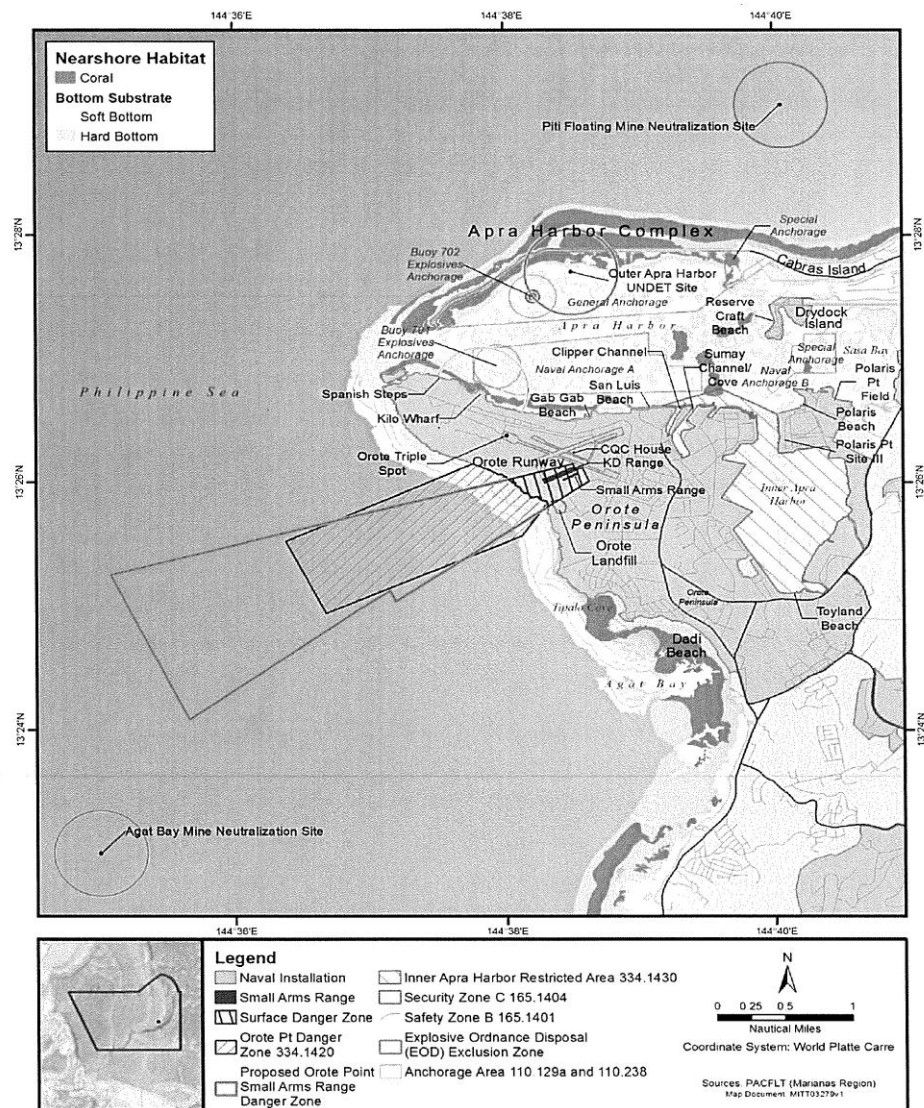 144°36'E
144°38'E
144°40'E
Nearshore Habitat
Coral
Bottom Substrate
Soft Bottom
Hard Bottom
Piti Floating Mine Neutralization Site
13°28'N
13°28'N
Apra Harbor Complex
Special
Anchorage
Cabras Island
Buoy 702
Explosives
Anchorage
Outer Apra Harbor
UNDET Site
General Anchorage
Reserve
Craft
Beach
Drydock
Island
Apra Harbor
Buoy 701
Explosives
Anchorage
Clipper Channel
Sumay
Channel/
Cove
Special
Anchorage
Sasa Bay
Naval Anchorage A
Naval
Anchorage B
Polaris
Pt
Field
Philippine Sea
Spanish Steps
San Luis
Beach
Gab Gab
Beach
Polaris
Beach
Kilo Wharf
Polaris Pt
Site III
Orote Triple
Spot
CQC House
Orote Runway
KD Range
13°26'N
13°26'N
Small Arms Range
Inner Apra
Harbor
Orote
Peninsula
Orote
Landfill
Orote
Peninsula
Tipalo Cove
Toyland
Beach
Dadi
Beach
Agat Bay
13°24'N
13°24'N
Agat Bay Mine Neutralization Site
144°36'E
144°38'E
144°40'E
Legend
Naval Installation
Small Arms Range
Surface Danger Zone
Orote Pt Danger
Zone 334.1420
Proposed Orote Point
Small Arms Range
Danger Zone
Inner Apra Harbor Restricted Area 334.1430
Security Zone C 165.1404
Safety Zone B 165.1401
Explosive Ordnance Disposal
(EOD) Exclusion Zone
Anchorage Area 110.129a and 110.238
N
0 0.25 0.5 1
Nautical Miles
Coordinate System: World Platte Carre
Sources: PACFLT (Marianas Region)
Map Document: MITT03279v1